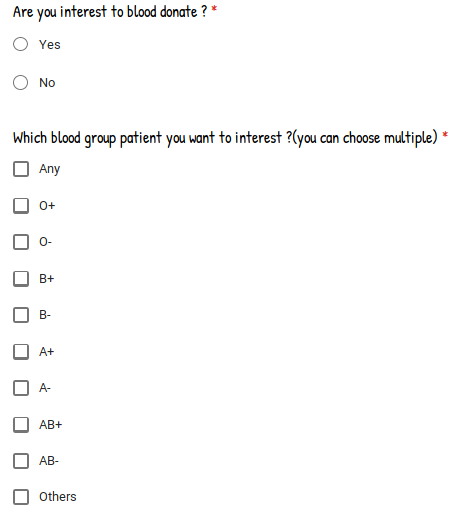 Are you interest to blood donate ? *
Yes
No
Which blood group patient you want to interest ?(you can choose multiple) *
Any
O+
O-
B+
B-
A+
A-
AB+
AB-
Others